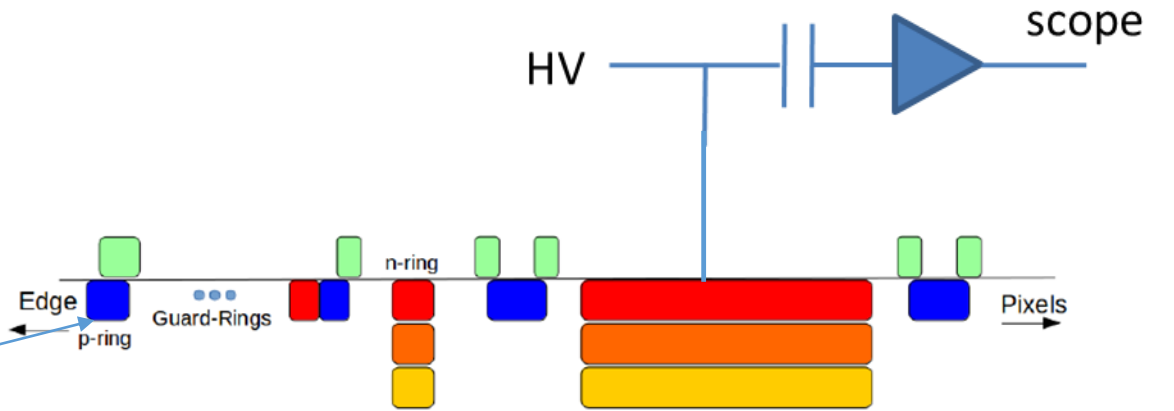 scope
HV
n-ring
Edge
Guard-Rings
p-ring
Pixels